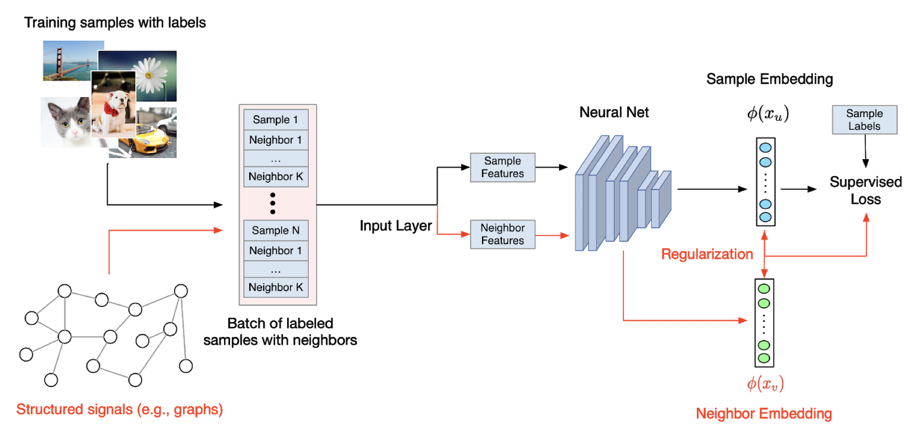 Training samples with labels
Sample 1
Neighbor 1
...
Neighbor K
Sample N
Neighbor 1
...
Neighbor K
Batch of labeled
samples with neighbors
Structured signals (e.g., graphs)
Input Layer
Sample
Features
Neighbor
Features
Neural Net
Sample Embedding
ϕ(xᵤ)
Sample
Labels
Supervised
Loss
Regularization
ϕ(xᵥ)
Neighbor Embedding